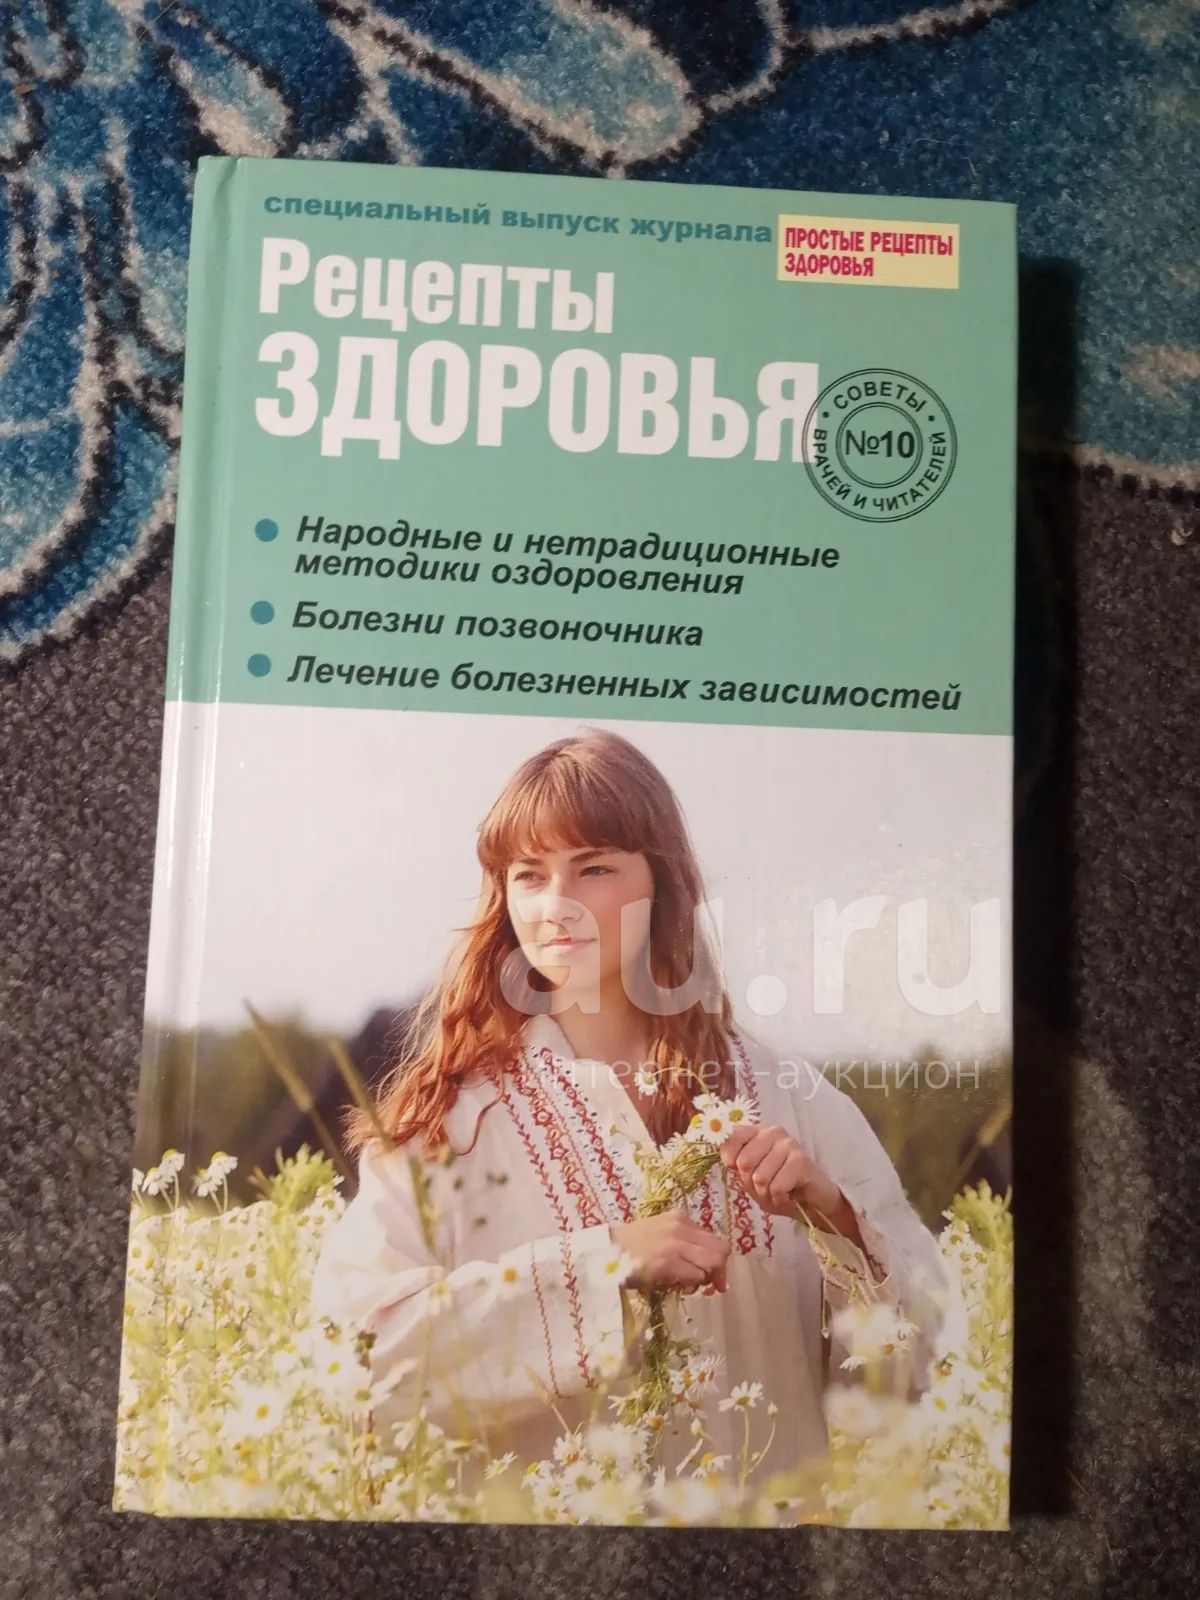 специальный выпуск журнала
ПРОСТЫЕ РЕЦЕПТЫ
ЗДОРОВЬЯ
Рецепты
ЗДОРОВЬЯ
СОВЕТЫ
№10
ВРАЧЕЙ И ЧИТАТЕЛЕЙ
Народные и нетрадиционные
методики оздоровления
Болезни позвоночника
Лечение болезненных зависимостей
au.ru
интернет-аукцион